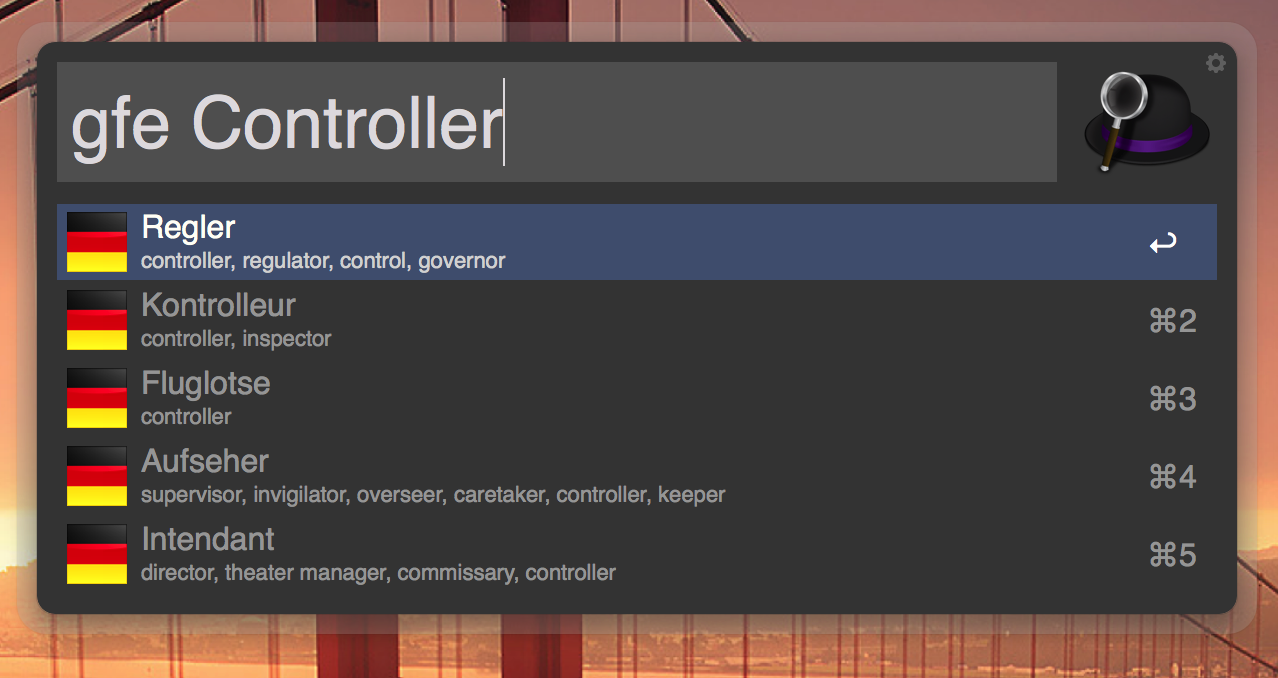 gfe Controller
Regler
controller, regulator, control, governor
Kontrolleur
controller, inspector
⌘2
Fluglotse
controller
⌘3
Aufseher
supervisor, invigilator, overseer, caretaker, controller, keeper
⌘4
Intendant
director, theater manager, commissary, controller
⌘5